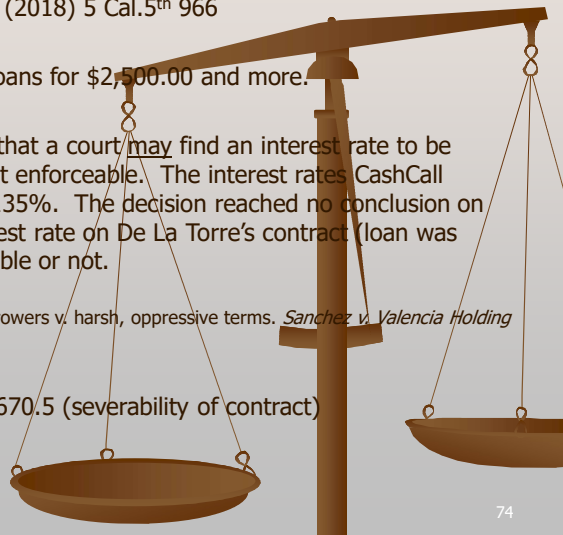 (2018) 5 Cal.5th 966
oans for $2,500.00 and more.
that a court may find an interest rate to be
t enforceable. The interest rates CashCall
35%. The decision reached no conclusion on
est rate on De La Torre's contract (loan was
ble or not.
rowers v. harsh, oppressive terms. Sanchez v. Valencia Holding
670.5 (severability of contract)
74